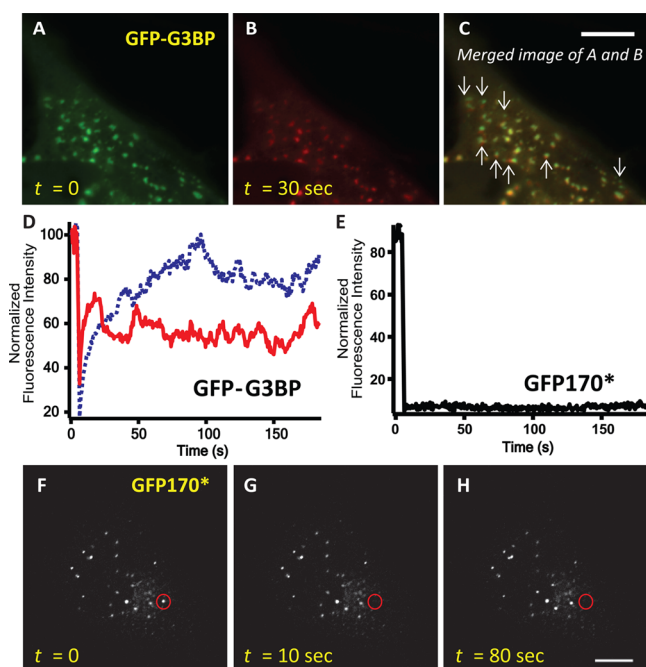 A
GFP-G3BP
t = 0
B
t = 30 sec
C
Merged image of A and B
D
Normalized
Fluorescence Intensity
100
80
60
40
20
0
50
100
150
Time (s)
GFP-G3BP
E
Normalized
Fluorescence Intensity
80
60
40
20
0
50
100
150
Time (s)
GFP170*
F
GFP170*
t = 0
G
t = 10 sec
H
t = 80 sec